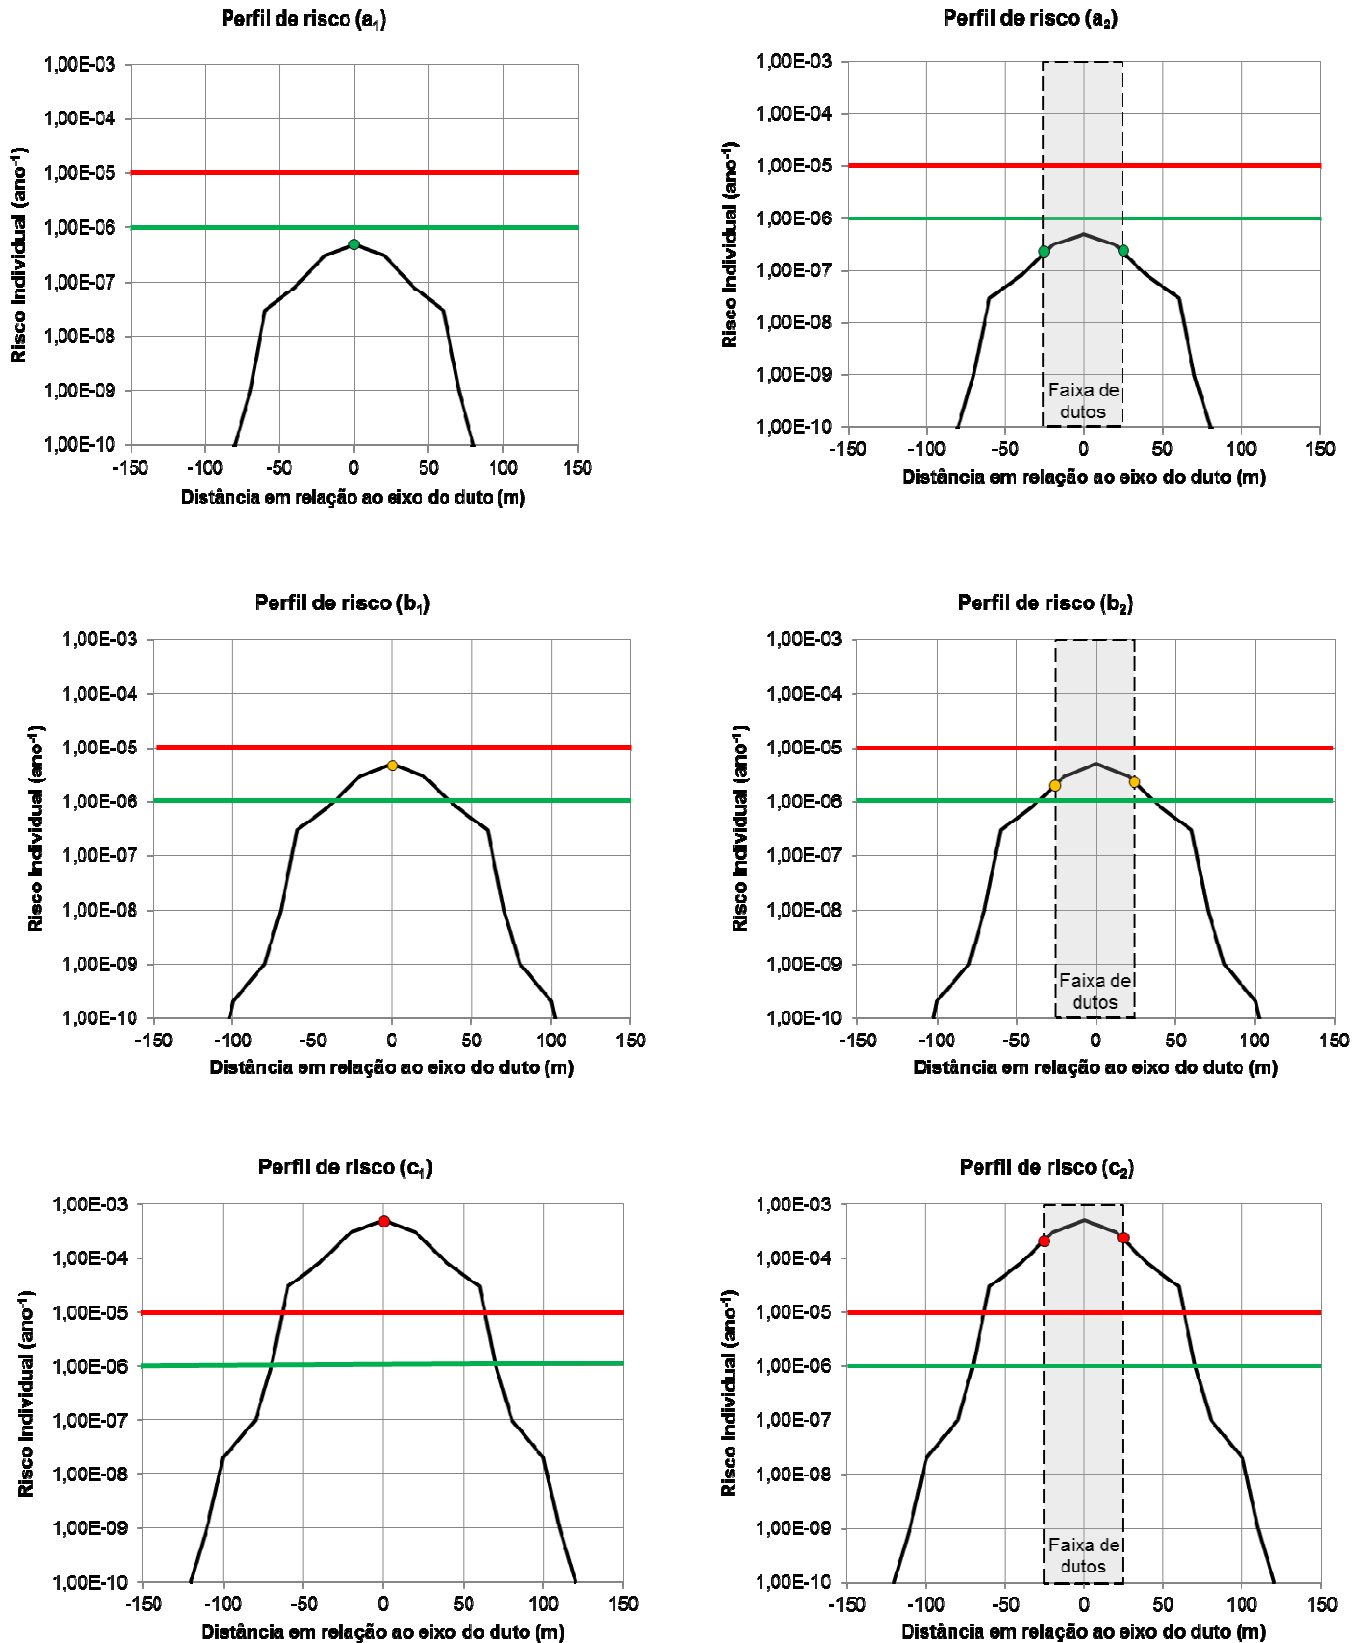 Perfil de risco (a₁)
1,00E-03
1,00E-04
1,00E-05
1,00E-06
1,00E-07
1,00E-08
1,00E-09
1,00E-10
Risco Individual (ano⁻¹)
-150 -100 -50 0 50 100 150
Distância em relação ao eixo do duto (m)
Perfil de risco (a₂)
1,00E-03
1,00E-04
1,00E-05
1,00E-06
1,00E-07
1,00E-08
1,00E-09
1,00E-10
Risco Individual (ano⁻¹)
Faixa de
dutos
-150 -100 -50 0 50 100 150
Distância em relação ao eixo do duto (m)
Perfil de risco (b₁)
1,00E-03
1,00E-04
1,00E-05
1,00E-06
1,00E-07
1,00E-08
1,00E-09
1,00E-10
Risco Individual (ano⁻¹)
-150 -100 -50 0 50 100 150
Distância em relação ao eixo do duto (m)
Perfil de risco (b₂)
1,00E-03
1,00E-04
1,00E-05
1,00E-06
1,00E-07
1,00E-08
1,00E-09
1,00E-10
Risco Individual (ano⁻¹)
Faixa de
dutos
-150 -100 -50 0 50 100 150
Distância em relação ao eixo do duto (m)
Perfil de risco (c₁)
1,00E-03
1,00E-04
1,00E-05
1,00E-06
1,00E-07
1,00E-08
1,00E-09
1,00E-10
Risco Individual (ano⁻¹)
-150 -100 -50 0 50 100 150
Distância em relação ao eixo do duto (m)
Perfil de risco (c₂)
1,00E-03
1,00E-04
1,00E-05
1,00E-06
1,00E-07
1,00E-08
1,00E-09
1,00E-10
Risco Individual (ano⁻¹)
Faixa de
dutos
-150 -100 -50 0 50 100 150
Distância em relação ao eixo do duto (m)